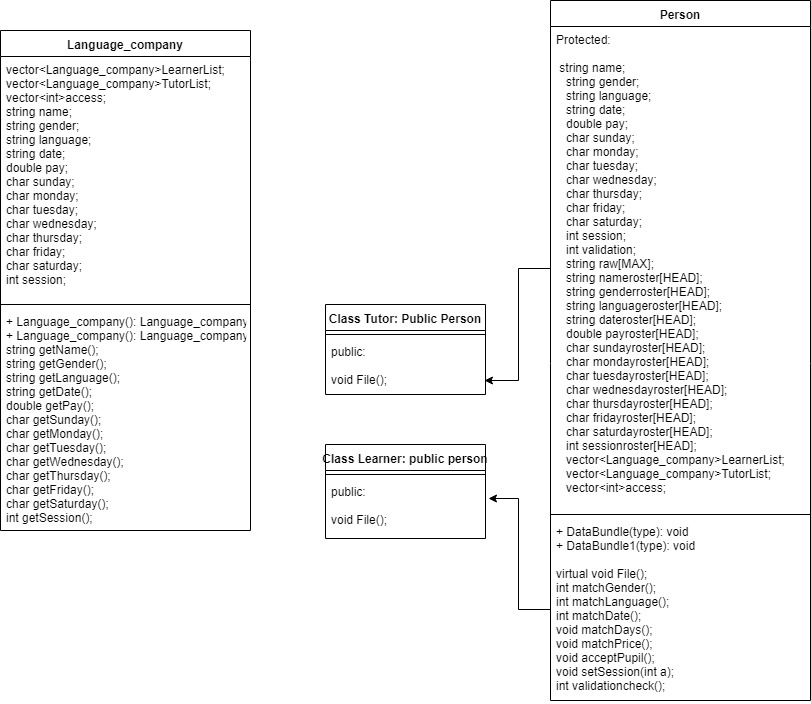 Language_company
vector<Language_company>LearnerList;
vector<Language_company>TutorList;
vector<int>access;
string name;
string gender;
string language;
string date;
double pay;
char sunday;
char monday;
char tuesday;
char wednesday;
char thursday;
char friday;
char saturday;
int session;
+ Language_company(): Language_company
+ Language_company(): Language_company
string getName();
string getGender();
string getLanguage();
string getDate();
double getPay();
char getSunday();
char getMonday();
char getTuesday();
char getWednesday();
char getThursday();
char getFriday();
char getSaturday();
int getSession();
Class Tutor: Public Person
public:
void File();
Class Learner: public person
public:
void File();
Person
Protected:
string name;
string gender;
string language;
string date;
double pay;
char sunday;
char monday;
char tuesday;
char wednesday;
char thursday;
char friday;
char saturday;
int session;
int validation;
string raw[MAX];
string nameroster[HEAD];
string genderroster[HEAD];
string languageroster[HEAD];
string dateroster[HEAD];
double payroster[HEAD];
char sundayroster[HEAD];
char mondayroster[HEAD];
char tuesdayroster[HEAD];
char wednesdayroster[HEAD];
char thursdayroster[HEAD];
char fridayroster[HEAD];
char saturdayroster[HEAD];
int sessionroster[HEAD];
vector<Language_company>LearnerList;
vector<Language_company>TutorList;
vector<int>access;
+ DataBundle(type): void
+ DataBundle1(type): void
virtual void File();
int matchGender();
int matchLanguage();
int matchDate();
void matchDays();
void matchPrice();
void acceptPupil();
void setSession(int a);
int validationcheck();